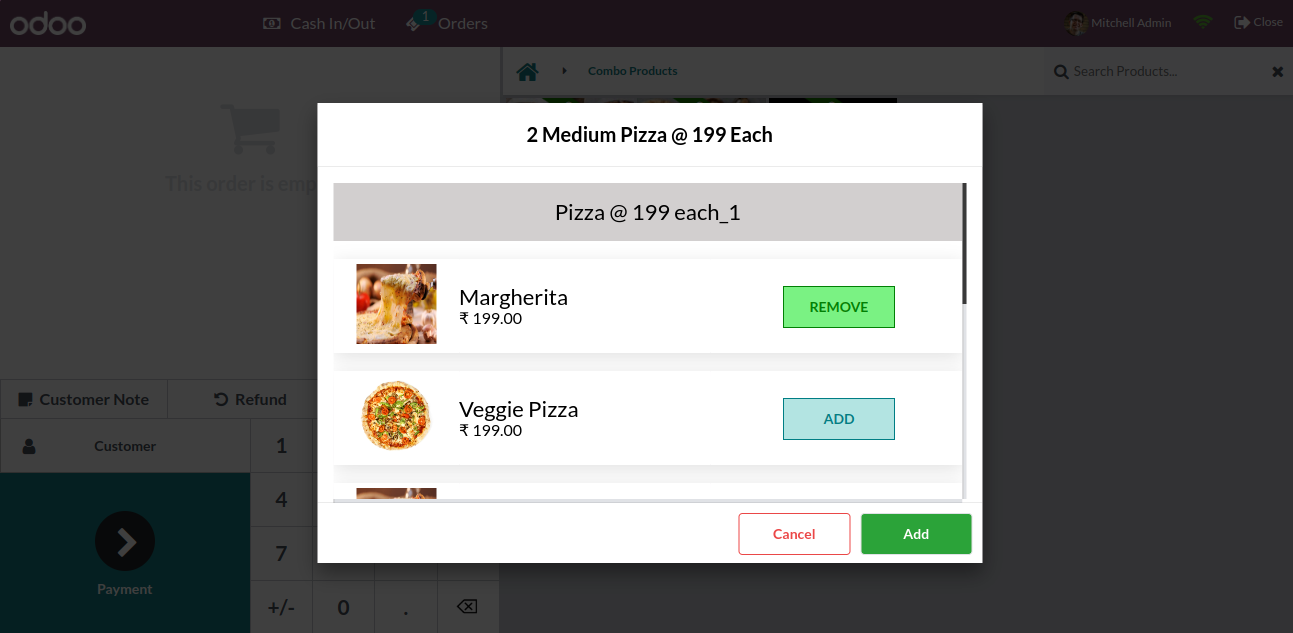 odoo
Cash In/Out
1
Orders
Mitchell Admin
Close
Combo Products
Search Products...
This order is emp
2 Medium Pizza @ 199 Each
Pizza @ 199 each_1
Margherita
₹ 199.00
REMOVE
Veggie Pizza
₹ 199.00
ADD
Cancel
Add
Customer Note
Refund
Customer
1
4
7
+/-
0
.
Payment